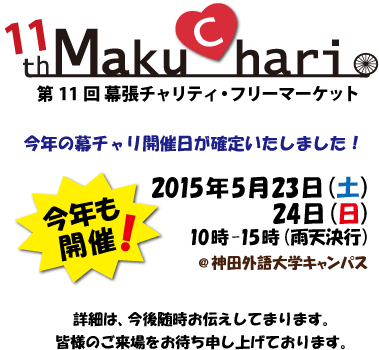 11th Maku Chari
第11回 幕張チャリティ・フリーマーケット
今年の幕チャリ開催日が確定いたしました！
今年も
開催！
2015年5月23日（土）
24日（日）
10時-15時（雨天決行）
@神田外語大学キャンパス
詳細は、今後随時お伝えしてまります。
皆様のご来場をお待ち申し上げております。